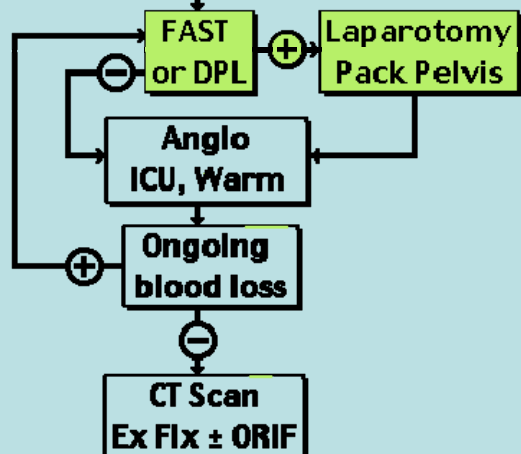 FAST
or DPL
+
Laparotomy
Pack Pelvis
−
Angio
ICU, Warm
Ongoing
blood loss
+
−
CT Scan
Ex Fix ± ORIF